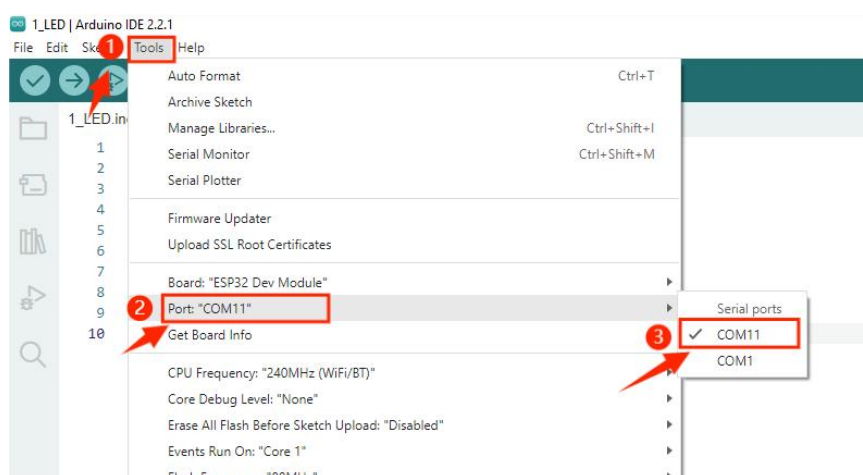 1_LED | Arduino IDE 2.2.1
File Edit Sk 1 Tools Help
Auto Format Ctrl+T
Archive Sketch
1_LED.in Manage Libraries... Ctrl+Shift+I
1 Serial Monitor Ctrl+Shift+M
2
3 Serial Plotter
4 Firmware Updater
5
6 Upload SSL Root Certificates
7 Board: "ESP32 Dev Module"
8
9 2 Port: "COM11" Serial ports
10 Get Board Info 3 ✓ COM11
COM1
CPU Frequency: "240MHz (WiFi/BT)"
Core Debug Level: "None"
Erase All Flash Before Sketch Upload: "Disabled"
Events Run On: "Core 1"